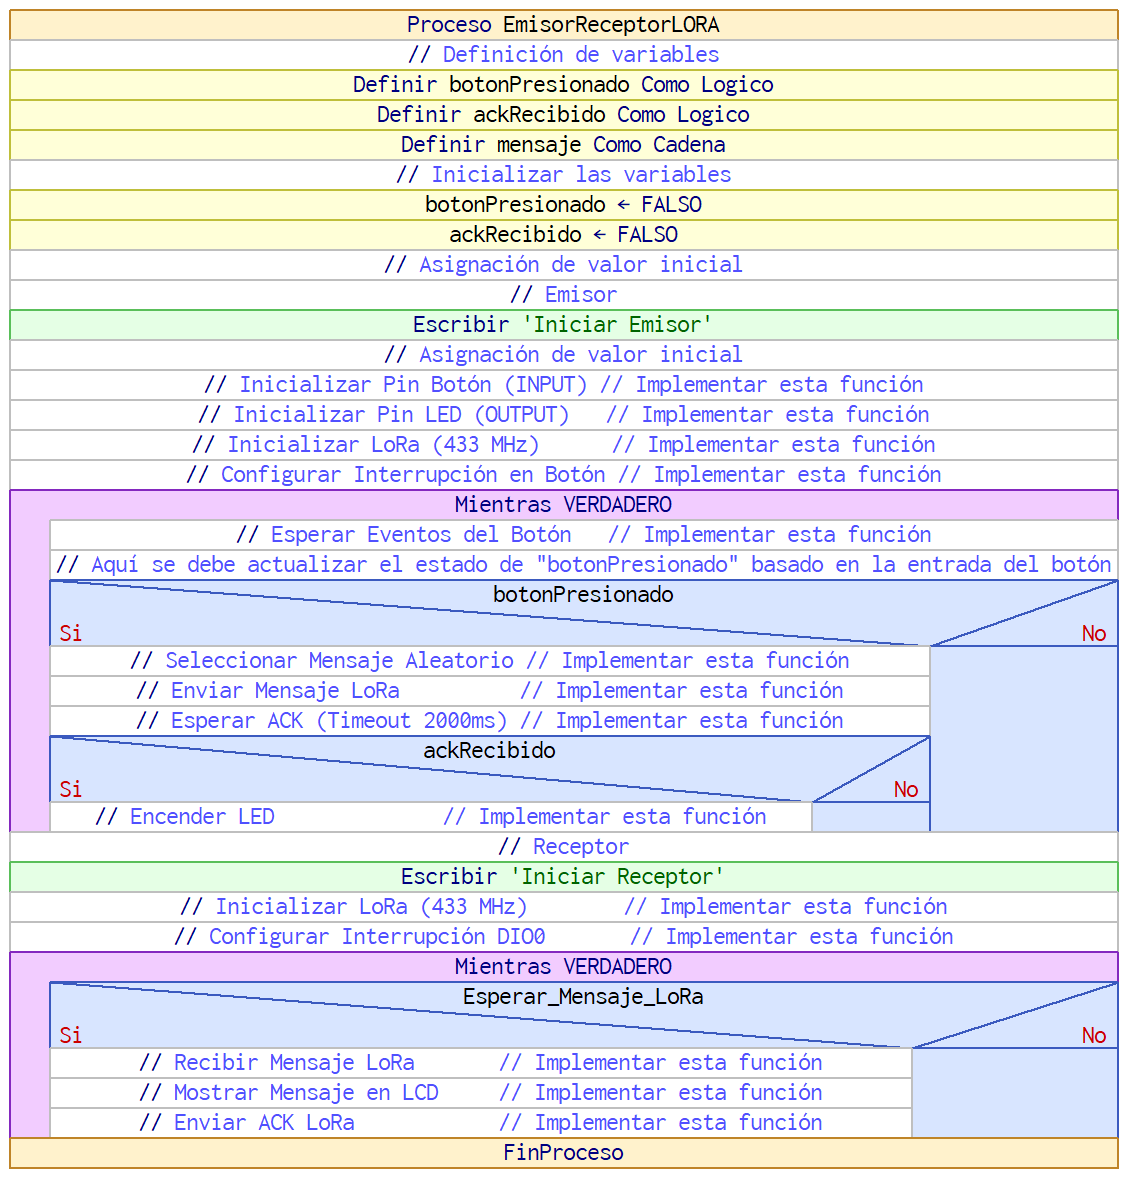 Proceso EmisorReceptorLORA
// Definición de variables
Definir botonPresionado Como Logico
Definir ackRecibido Como Logico
Definir mensaje Como Cadena
// Inicializar las variables
botonPresionado ← FALSO
ackRecibido ← FALSO
// Asignación de valor inicial
// Emisor
Escribir 'Iniciar Emisor'
// Asignación de valor inicial
// Inicializar Pin Botón (INPUT) // Implementar esta función
// Inicializar Pin LED (OUTPUT)   // Implementar esta función
// Inicializar LoRa (433 MHz)      // Implementar esta función
// Configurar Interrupción en Botón // Implementar esta función
Mientras VERDADERO
// Esperar Eventos del Botón   // Implementar esta función
// Aquí se debe actualizar el estado de "botonPresionado" basado en la entrada del botón
botonPresionado
Si No
// Seleccionar Mensaje Aleatorio // Implementar esta función
// Enviar Mensaje LoRa          // Implementar esta función
// Esperar ACK (Timeout 2000ms) // Implementar esta función
ackRecibido
Si No
// Encender LED              // Implementar esta función
// Receptor
Escribir 'Iniciar Receptor'
// Inicializar LoRa (433 MHz)        // Implementar esta función
// Configurar Interrupción DIO0       // Implementar esta función
Mientras VERDADERO
Esperar_Mensaje_LoRa
Si No
// Recibir Mensaje LoRa       // Implementar esta función
// Mostrar Mensaje en LCD     // Implementar esta función
// Enviar ACK LoRa            // Implementar esta función
FinProceso